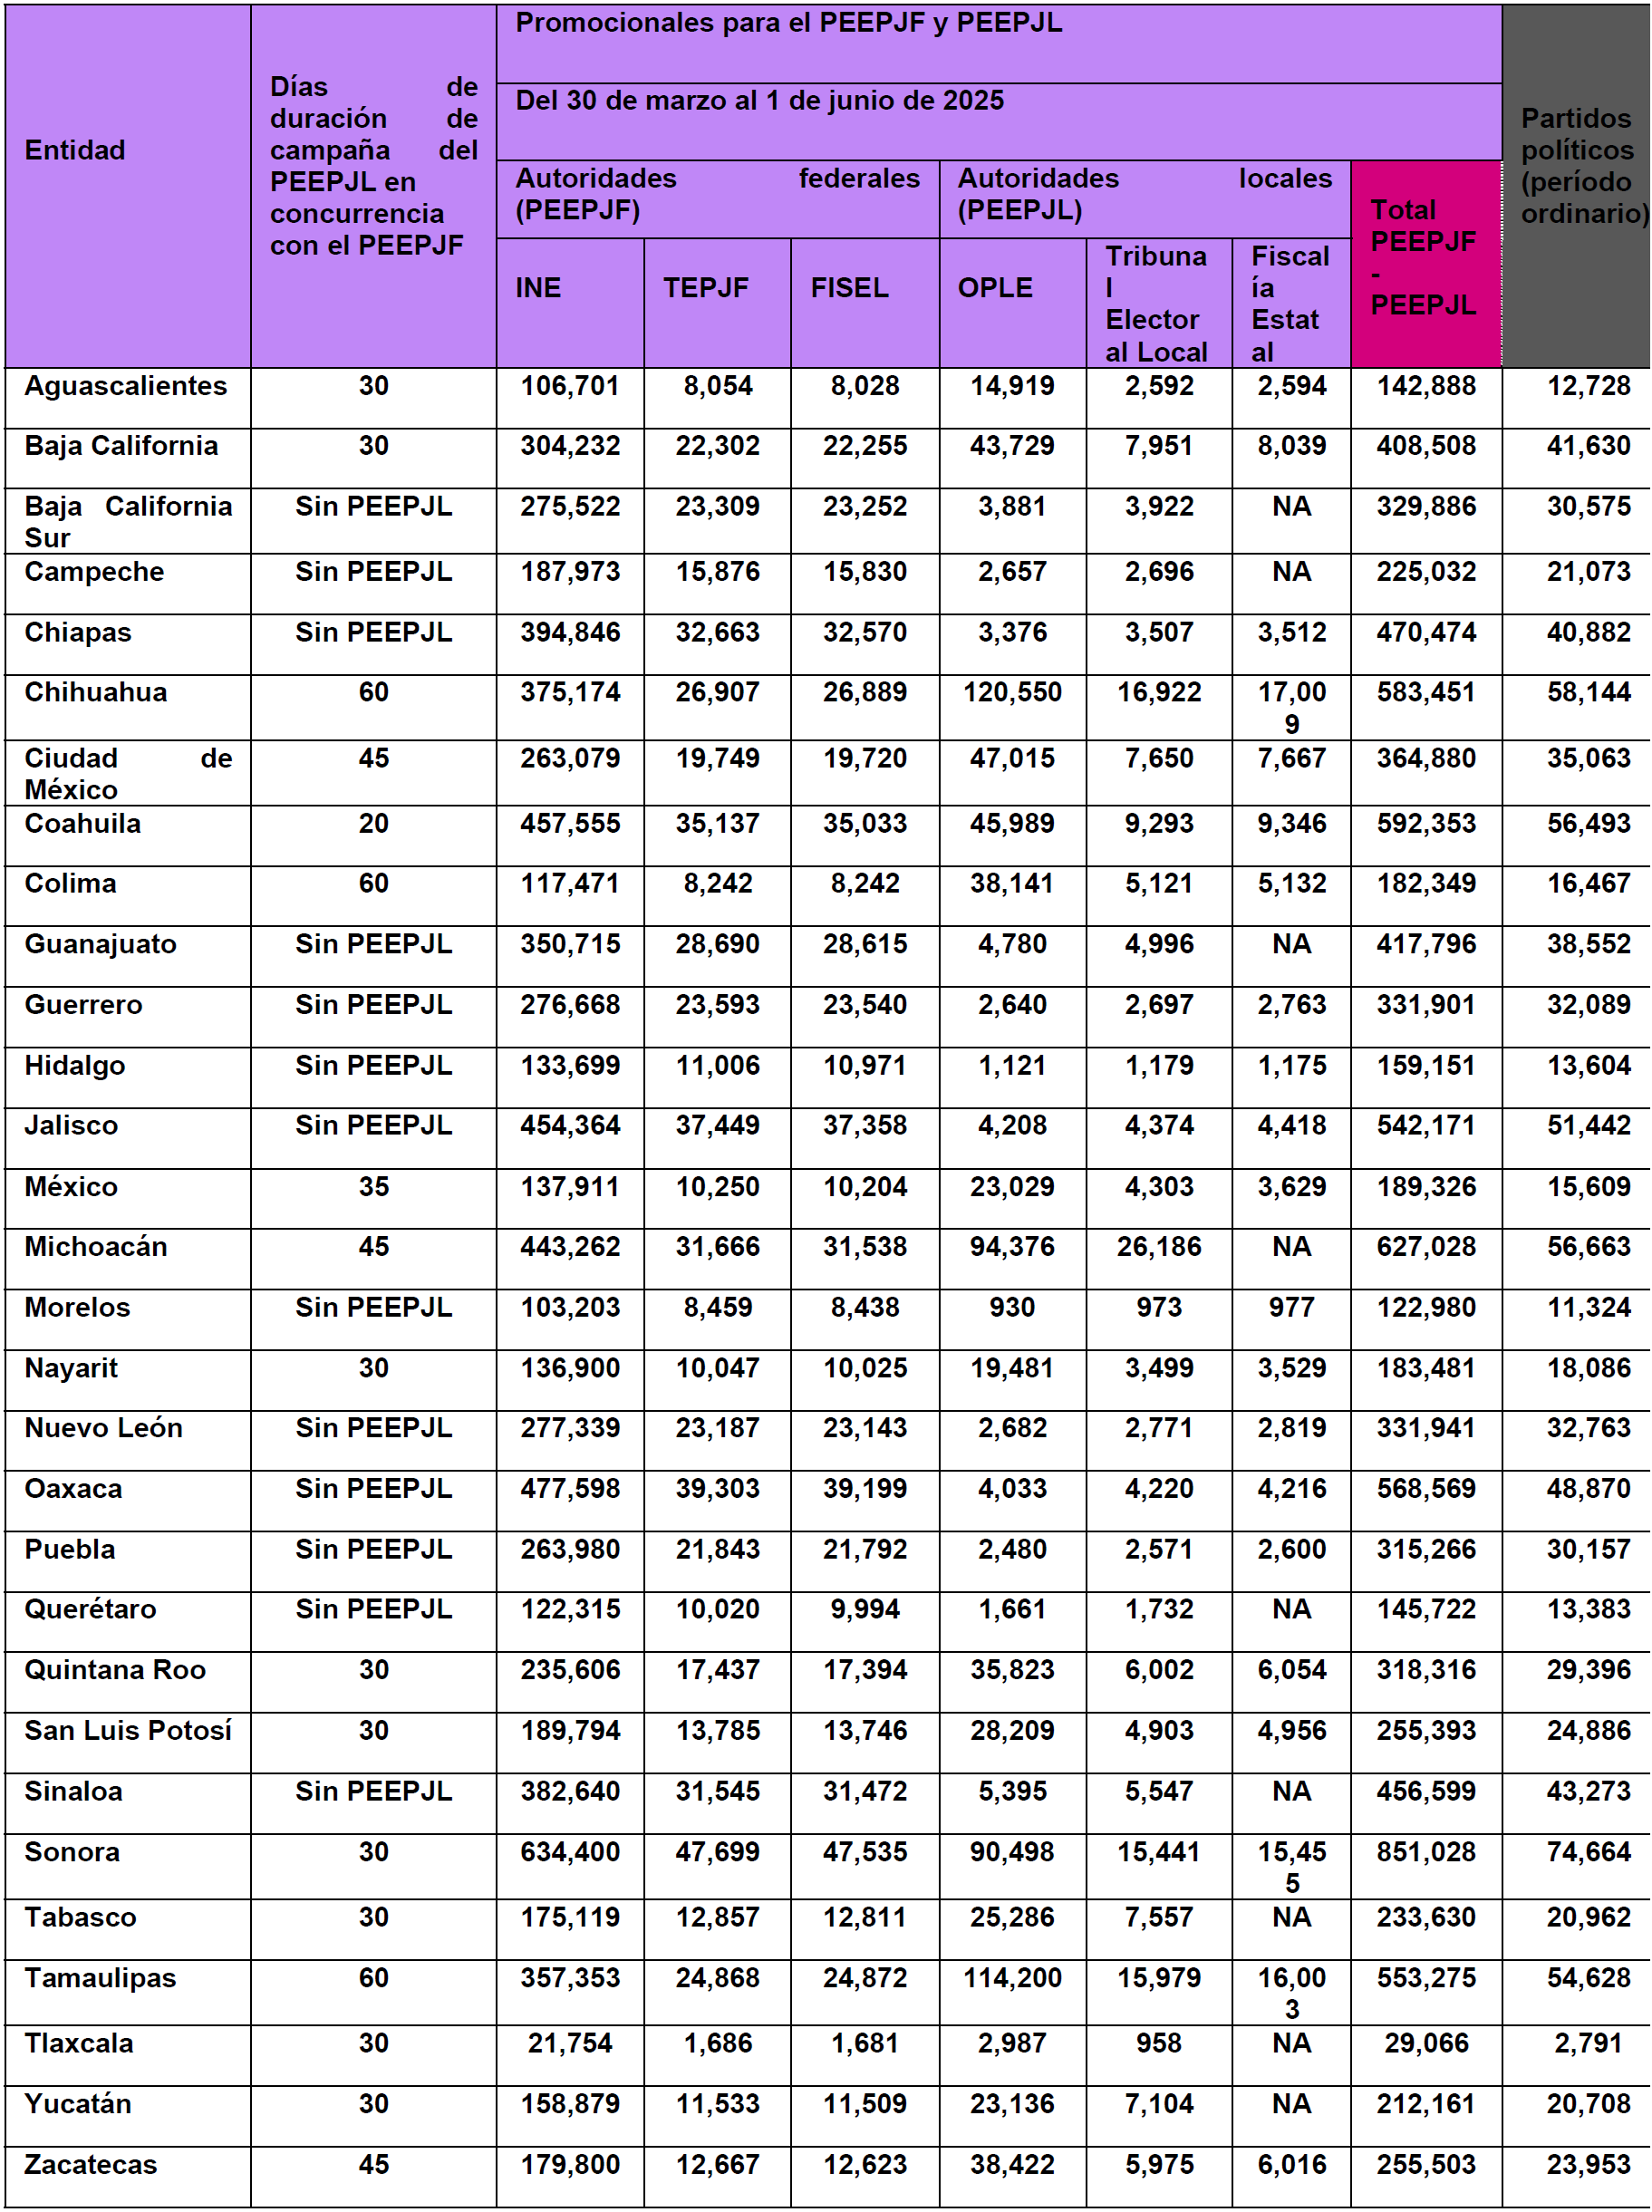 Entidad
Días de
duración de
campaña del
PEEPJL en
concurrencia
con el PEEPJF
Promocionales para el PEEPJF y PEEPJL
Del 30 de marzo al 1 de junio de 2025
Autoridades federales
(PEEPJF)
Autoridades locales
(PEEPJL)
Total
PEEPJF
-
PEEPJL
Partidos
políticos
(período
ordinario)
INE
TEPJF
FISEL
OPLE
Tribuna
l
Elector
al Local
Fiscal
ía
Estat
al
Aguascalientes 30 106,701 8,054 8,028 14,919 2,592 2,594 142,888 12,728
Baja California 30 304,232 22,302 22,255 43,729 7,951 8,039 408,508 41,630
Baja California Sin PEEPJL 275,522 23,309 23,252 3,881 3,922 NA 329,886 30,575
Sur
Campeche Sin PEEPJL 187,973 15,876 15,830 2,657 2,696 NA 225,032 21,073
Chiapas Sin PEEPJL 394,846 32,663 32,570 3,376 3,507 3,512 470,474 40,882
Chihuahua 60 375,174 26,907 26,889 120,550 16,922 17,00 583,451 58,144
9
Ciudad de 45 263,079 19,749 19,720 47,015 7,650 7,667 364,880 35,063
México
Coahuila 20 457,555 35,137 35,033 45,989 9,293 9,346 592,353 56,493
Colima 60 117,471 8,242 8,242 38,141 5,121 5,132 182,349 16,467
Guanajuato Sin PEEPJL 350,715 28,690 28,615 4,780 4,996 NA 417,796 38,552
Guerrero Sin PEEPJL 276,668 23,593 23,540 2,640 2,697 2,763 331,901 32,089
Hidalgo Sin PEEPJL 133,699 11,006 10,971 1,121 1,179 1,175 159,151 13,604
Jalisco Sin PEEPJL 454,364 37,449 37,358 4,208 4,374 4,418 542,171 51,442
México 35 137,911 10,250 10,204 23,029 4,303 3,629 189,326 15,609
Michoacán 45 443,262 31,666 31,538 94,376 26,186 NA 627,028 56,663
Morelos Sin PEEPJL 103,203 8,459 8,438 930 973 977 122,980 11,324
Nayarit 30 136,900 10,047 10,025 19,481 3,499 3,529 183,481 18,086
Nuevo León Sin PEEPJL 277,339 23,187 23,143 2,682 2,771 2,819 331,941 32,763
Oaxaca Sin PEEPJL 477,598 39,303 39,199 4,033 4,220 4,216 568,569 48,870
Puebla Sin PEEPJL 263,980 21,843 21,792 2,480 2,571 2,600 315,266 30,157
Querétaro Sin PEEPJL 122,315 10,020 9,994 1,661 1,732 NA 145,722 13,383
Quintana Roo 30 235,606 17,437 17,394 35,823 6,002 6,054 318,316 29,396
San Luis Potosí 30 189,794 13,785 13,746 28,209 4,903 4,956 255,393 24,886
Sinaloa Sin PEEPJL 382,640 31,545 31,472 5,395 5,547 NA 456,599 43,273
Sonora 30 634,400 47,699 47,535 90,498 15,441 15,45 851,028 74,664
5
Tabasco 30 175,119 12,857 12,811 25,286 7,557 NA 233,630 20,962
Tamaulipas 60 357,353 24,868 24,872 114,200 15,979 16,00 553,275 54,628
3
Tlaxcala 30 21,754 1,686 1,681 2,987 958 NA 29,066 2,791
Yucatán 30 158,879 11,533 11,509 23,136 7,104 NA 212,161 20,708
Zacatecas 45 179,800 12,667 12,623 38,422 5,975 6,016 255,503 23,953